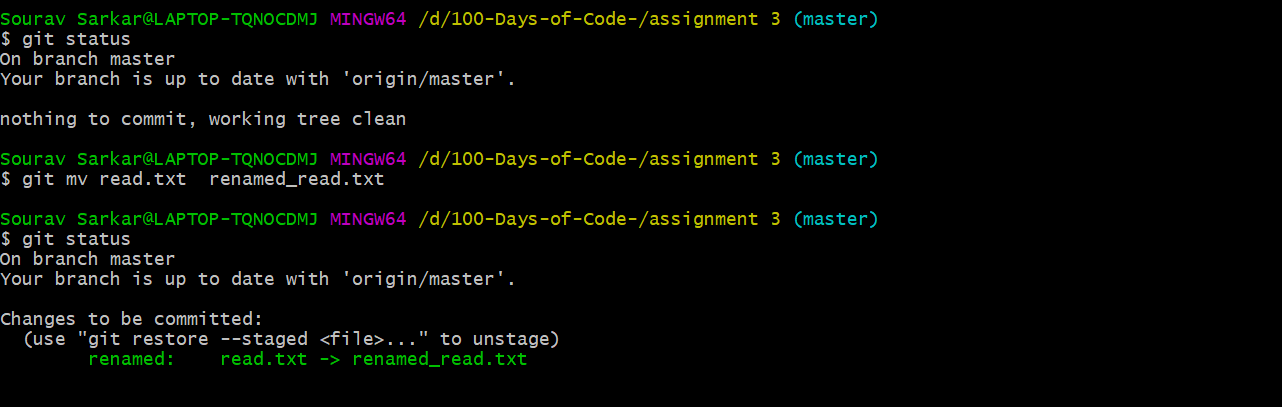 Sourav Sarkar@LAPTOP-TQNOCDMJ MINGW64 /d/100-Days-of-Code-/assignment 3 (master)
$ git status
On branch master
Your branch is up to date with 'origin/master'.
nothing to commit, working tree clean
Sourav Sarkar@LAPTOP-TQNOCDMJ MINGW64 /d/100-Days-of-Code-/assignment 3 (master)
$ git mv read.txt  renamed_read.txt
Sourav Sarkar@LAPTOP-TQNOCDMJ MINGW64 /d/100-Days-of-Code-/assignment 3 (master)
$ git status
On branch master
Your branch is up to date with 'origin/master'.
Changes to be committed:
  (use "git restore --staged <file>..." to unstage)
        renamed:    read.txt -> renamed_read.txt